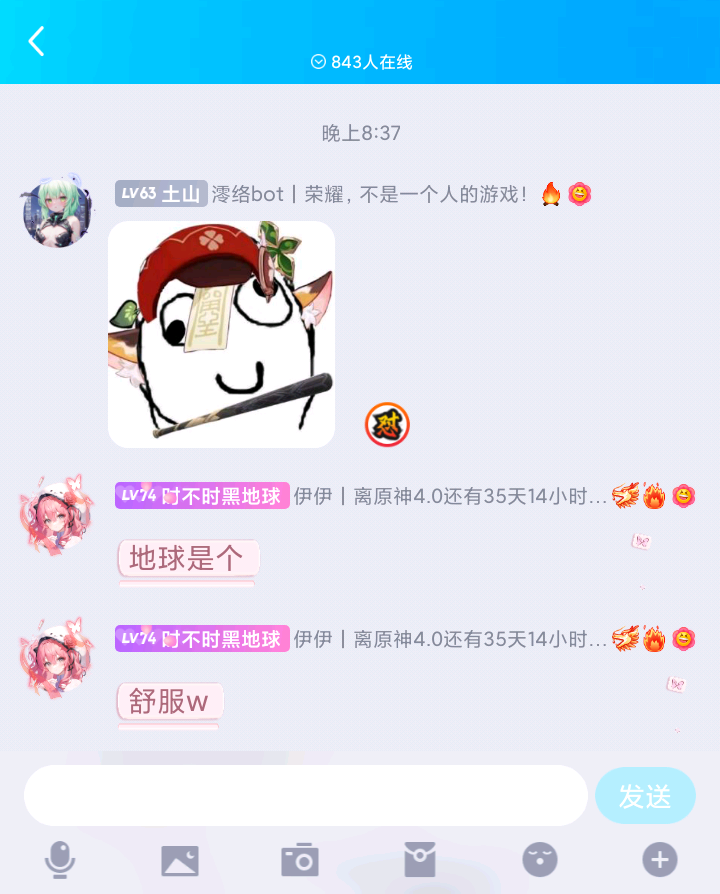 843人在线
晚上8:37
LV63 土山 澪络bot丨荣耀，不是一个人的游戏！
怼
LV74 时不时黑地球 伊伊丨离原神4.0还有35天14小时...
地球是个
LV74 时不时黑地球 伊伊丨离原神4.0还有35天14小时...
舒服w
发送